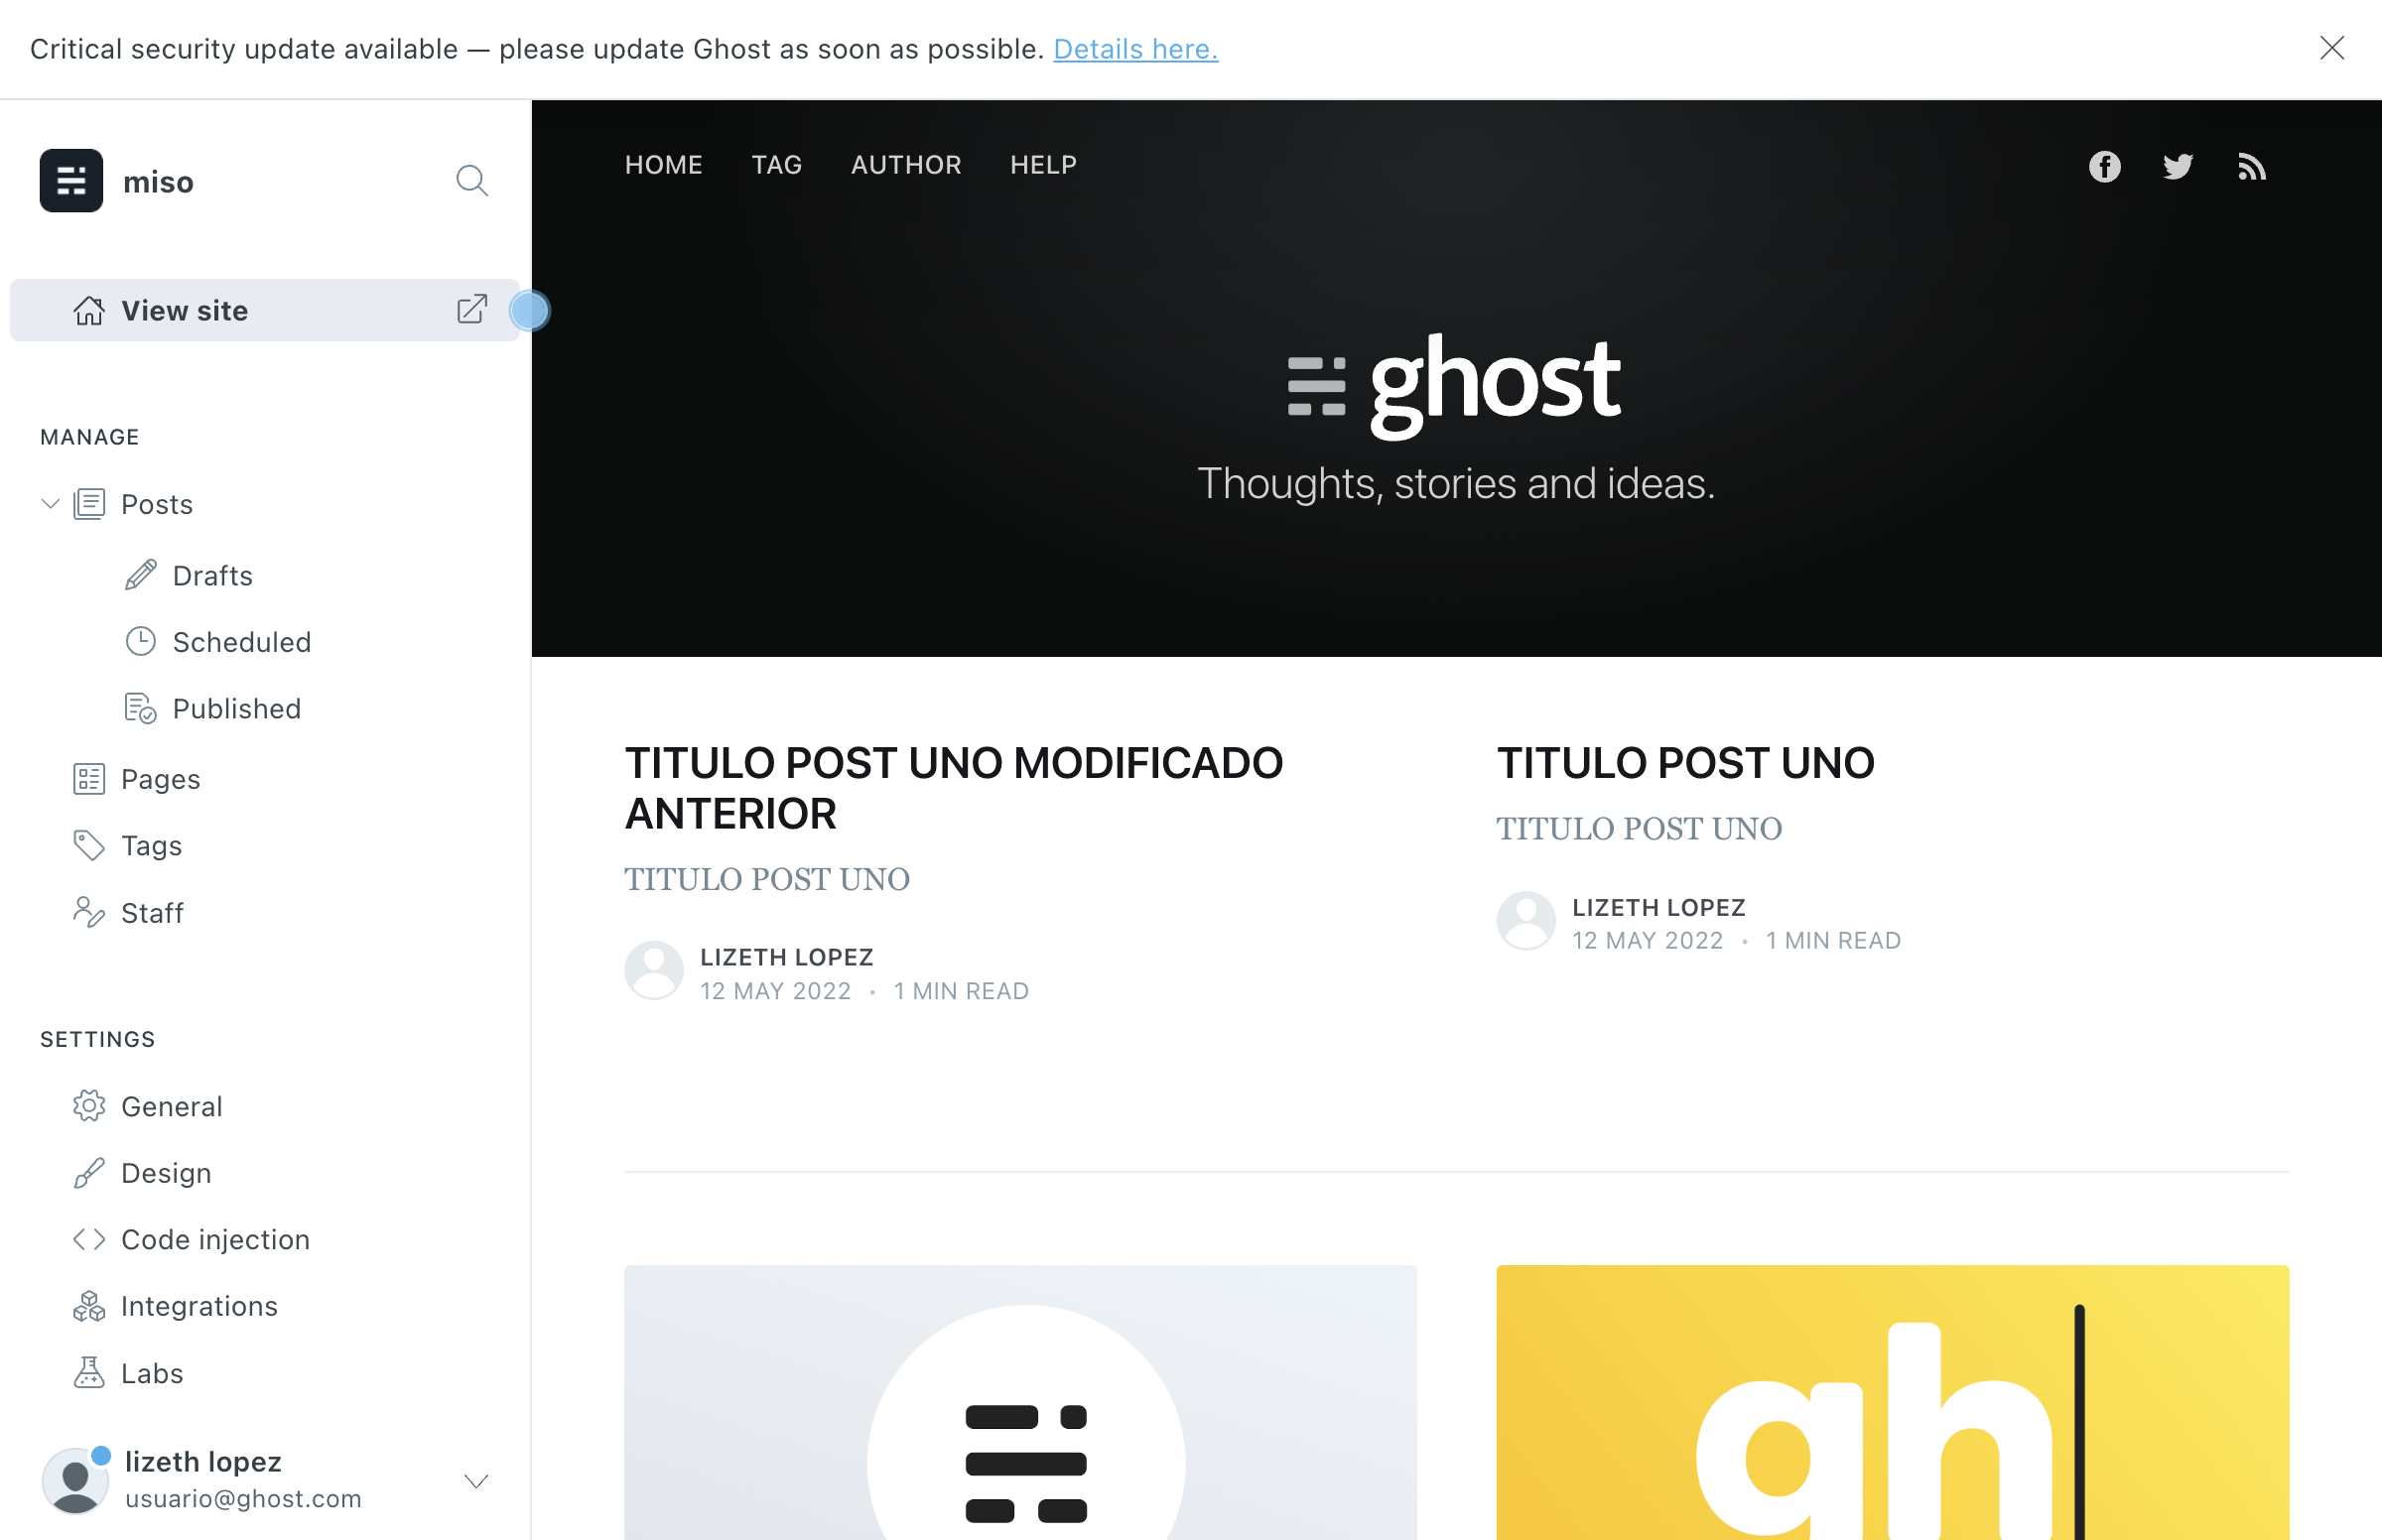 Critical security update available — please update Ghost as soon as possible. Details here.
miso
View site
MANAGE
Posts
Drafts
Scheduled
Published
Pages
Tags
Staff
SETTINGS
General
Design
Code injection
Integrations
Labs
lizeth lopez
usuario@ghost.com
HOME TAG AUTHOR HELP
ghost
Thoughts, stories and ideas.
TITULO POST UNO MODIFICADO
ANTERIOR
TITULO POST UNO
LIZETH LOPEZ
12 MAY 2022 • 1 MIN READ
TITULO POST UNO
TITULO POST UNO
LIZETH LOPEZ
12 MAY 2022 • 1 MIN READ
gh